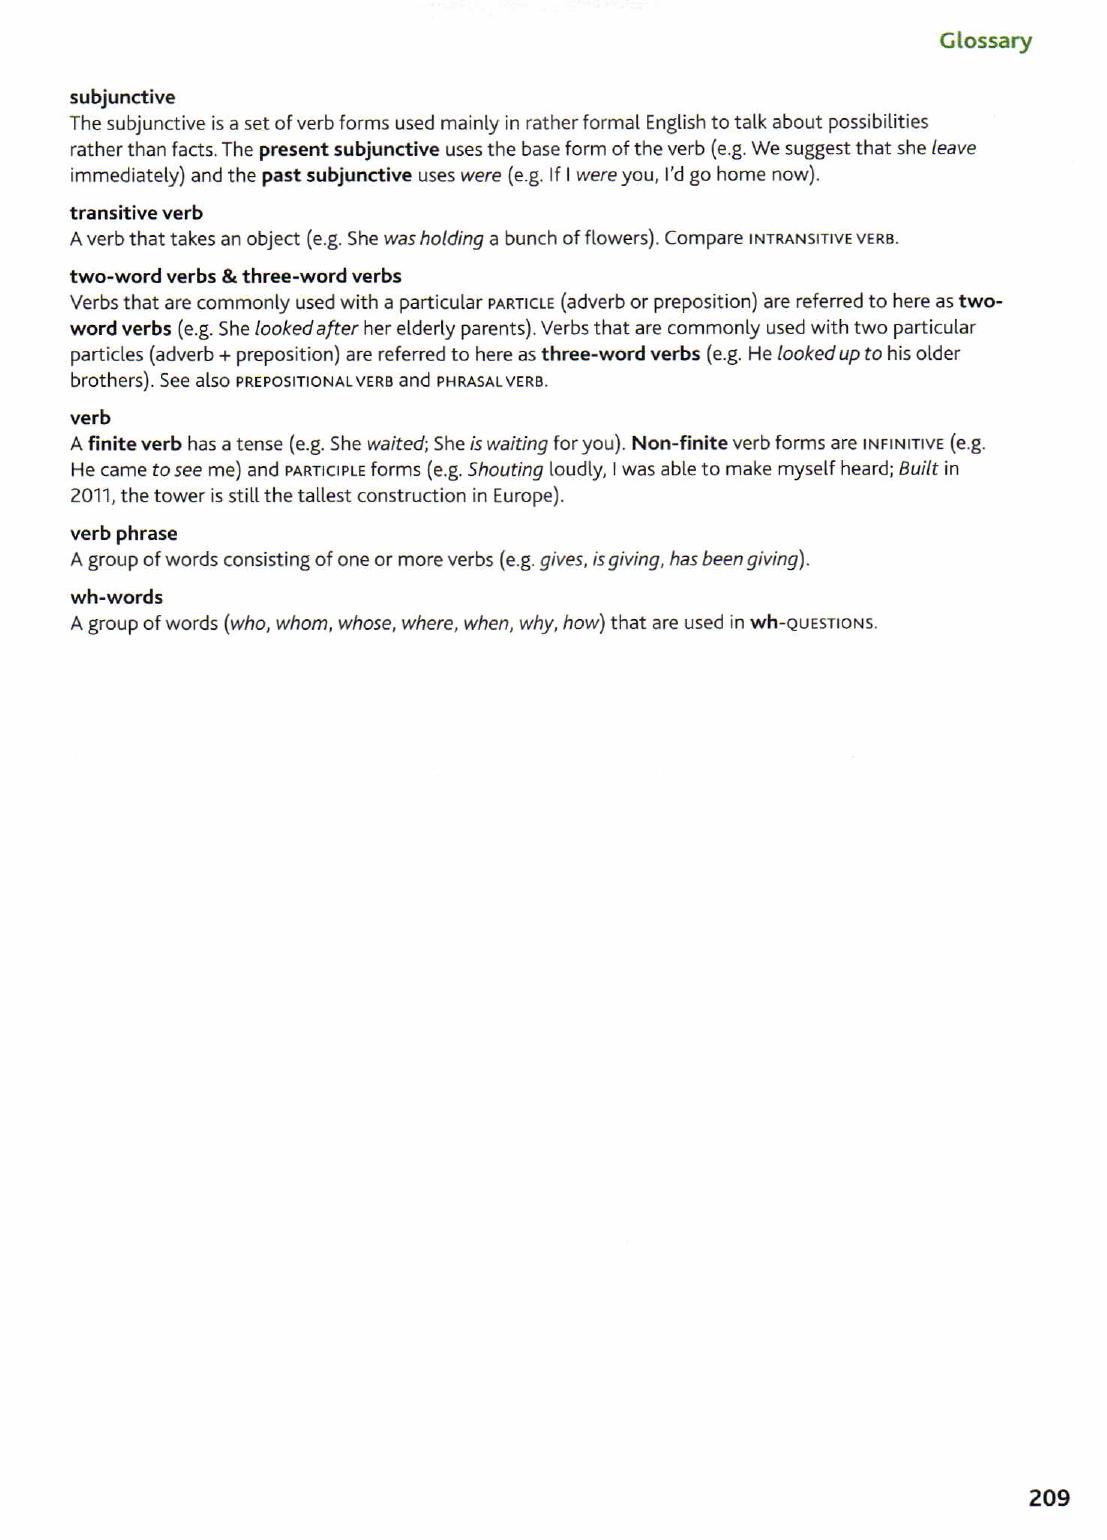 Glossary
subjunctive
The subjunctive is a set of verb forms used mainly in rather formal English to talk about possibilities
rather than facts. The present subjunctive uses the base form of the verb (e.g. We suggest that she leave
immediately) and the past subjunctive uses were (e.g. If I were you, I'd go home now).
transitive verb
A verb that takes an object (e.g. She was holding a bunch of flowers). Compare INTRANSITIVE VERB.
two-word verbs & three-word verbs
Verbs that are commonly used with a particular PARTICLE (adverb or preposition) are referred to here as two-
word verbs (e.g. She looked after her elderly parents). Verbs that are commonly used with two particular
particles (adverb + preposition) are referred to here as three-word verbs (e.g. He looked up to his older
brothers). See also PREPOSITIONAL VERB and PHRASAL VERB.
verb
A finite verb has a tense (e.g. She waited; She is waiting for you). Non-finite verb forms are INFINITIVE (e.g.
He came to see me) and PARTICIPLE forms (e.g. Shouting loudly, I was able to make myself heard; Built in
2011, the tower is still the tallest construction in Europe).
verb phrase
A group of words consisting of one or more verbs (e.g. gives, is giving, has been giving).
wh-words
A group of words (who, whom, whose, where, when, why, how) that are used in wh-QUESTIONS.
209